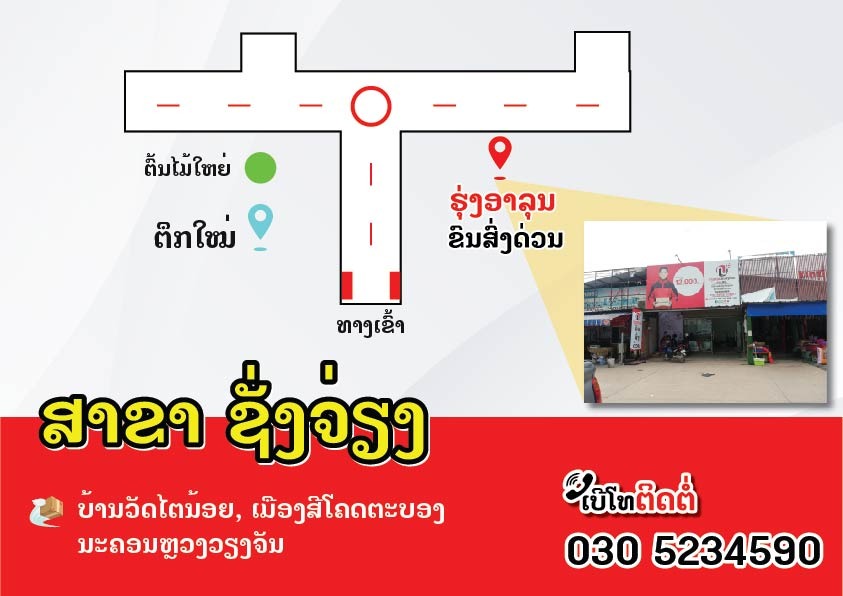 ຕົ້ນໄມ້ໃຫຍ່
ຕຶກໃໝ່
ຮຸ່ງອາລຸນ
ຂົນສົ່ງດ່ວນ
ທາງເຂົ້າ
ສາຂາ ຊັ່ງຈ່ຽງ
ບ້ານວັດໄຕນ້ອຍ, ເມືອງສີໂຄດຕະບອງ
ນະຄອນຫຼວງວຽງຈັນ
ເບີໂທຕິດຕໍ່
030 5234590